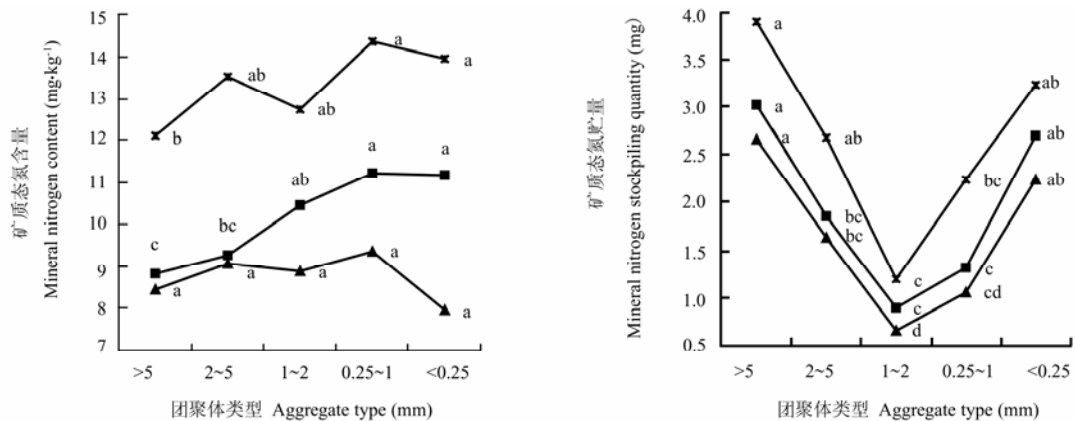 矿质态氮含量
Mineral nitrogen content (mg·kg⁻¹)
15
14
13
12
11
10
9
8
7
b
ab
ab
a
a
c
bc
ab
a
a
a
a
a
a
a
>5
2~5
1~2
0.25~1
<0.25
团聚体类型 Aggregate type (mm)
矿质态氮贮量
Mineral nitrogen stockpiling quantity (mg)
4.0
3.0
2.5
2.0
1.0
0.5
a
ab
c
bc
ab
a
bc
c
c
ab
a
bc
d
cd
ab
>5
2~5
1~2
0.25~1
<0.25
团聚体类型 Aggregate type (mm)